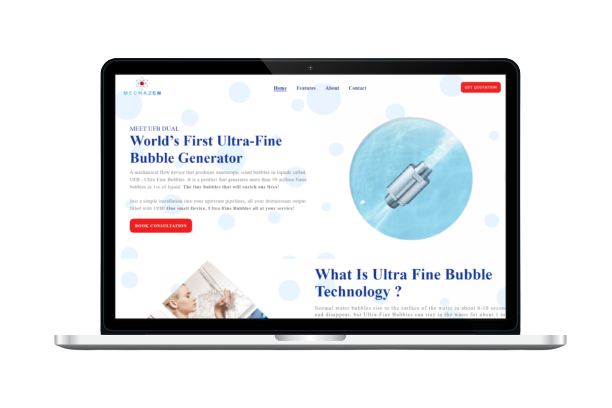 MECHAZEN
Home Features About Contact
GET QUOTATION
MEET UFB DUAL
World's First Ultra-Fine
Bubble Generator
A mechanical flow device that produces nanoscopic sized bubbles in liquids called
UFB - Ultra Fine Bubbles. It is a product that generates more than 50 million Nano
bubbles in 1cc of liquid. The tiny bubbles that will enrich our lives!
Just a simple installation into your upstream pipelines, all your downstream output
filled with UFB! One small device, Ultra Fine Bubbles all at your service!
BOOK CONSULTATION
What Is Ultra Fine Bubble
Technology ?
Normal water bubbles rise to the surface of the water in about 8-10 seconds
and disappear, but Ultra-Fine Bubbles can stay in the water for about 1 to